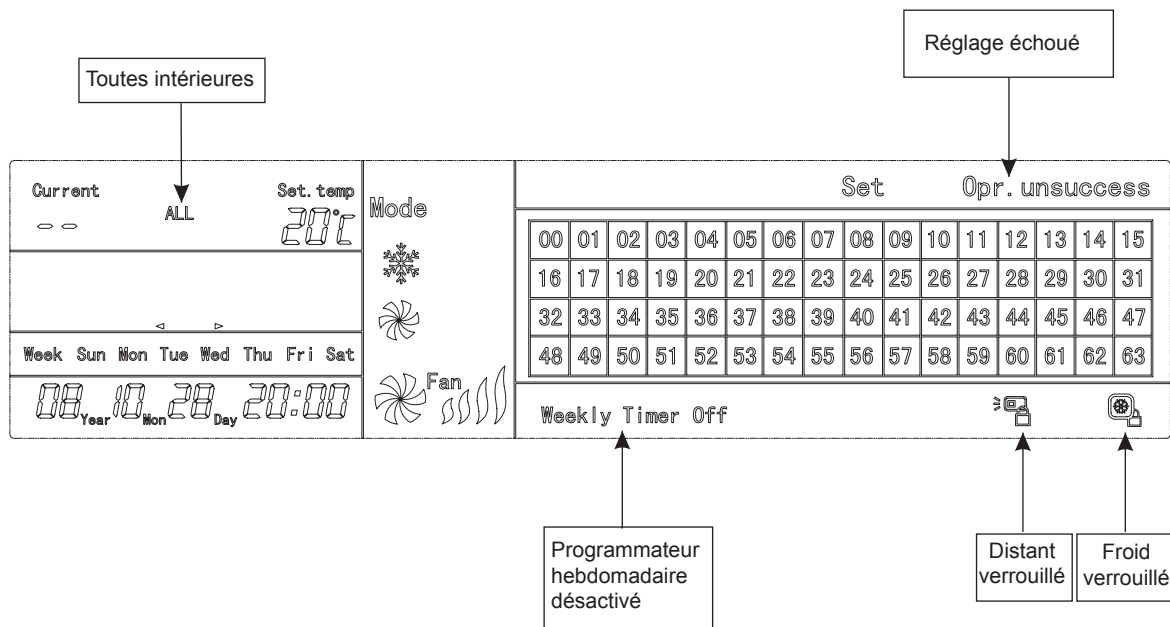 Réglage échoué
Toutes intérieures
Current
ALL
Set.temp
-- 20°C
Mode
Set Opr.unsuccess
00 01 02 03 04 05 06 07 08 09 10 11 12 13 14 15
16 17 18 19 20 21 22 23 24 25 26 27 28 29 30 31
32 33 34 35 36 37 38 39 40 41 42 43 44 45 46 47
48 49 50 51 52 53 54 55 56 57 58 59 60 61 62 63
Week Sun Mon Tue Wed Thu Fri Sat
08 Year 10 Mon 28 Day 20:00
Fan
Weekly Timer Off
Programmateur
hebdomadaire
désactivé
Distant
verrouillé
Froid
verrouillé